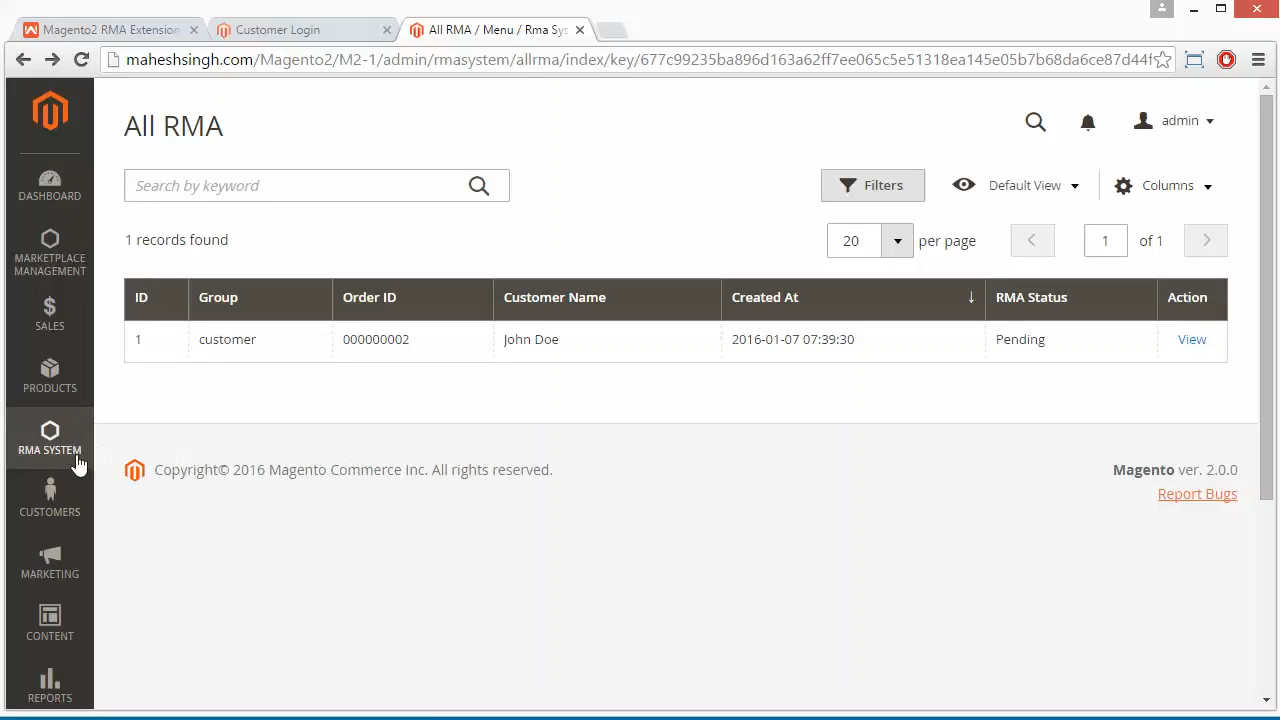 Magento2 RMA Extension
Customer Login
All RMA / Menu / Rma Sys
maheshsingh.com/Magento2/M2-1/admin/rmasystem/allrma/index/key/677c99235ba896d163a62ff7ee065c5e51318ea145e05b7b68da6ce87d44f
All RMA
admin
Search by keyword
Filters
Default View
Columns
1 records found
20
per page
1
of 1
ID
Group
Order ID
Customer Name
Created At
↓
RMA Status
Action
1
customer
000000002
John Doe
2016-01-07 07:39:30
Pending
View
DASHBOARD
MARKETPLACE
MANAGEMENT
$
SALES
PRODUCTS
RMA SYSTEM
CUSTOMERS
MARKETING
CONTENT
REPORTS
Copyright© 2016 Magento Commerce Inc. All rights reserved.
Magento ver. 2.0.0
Report Bugs